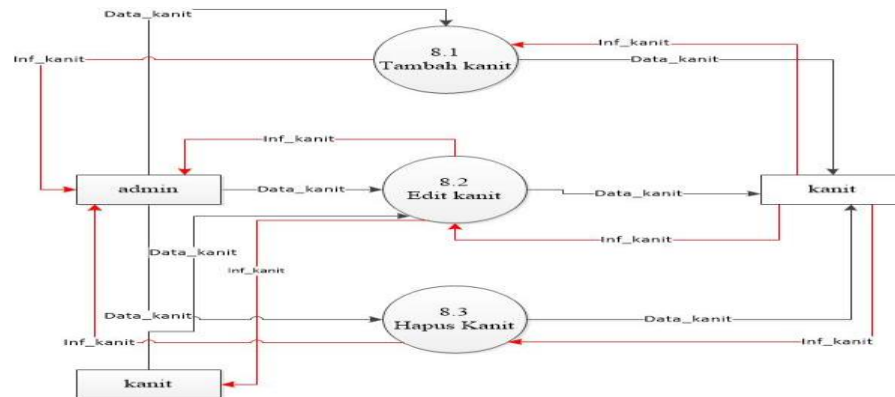 Data_kanit
Inf_kanit
8.1
Tambah kanit
Inf_kanit
Data_kanit
Inf_kanit
admin
Data_kanit
8.2
Edit kanit
Data_kanit
kanit
Data_kanit
Inf_kanit
Inf_kanit
Data_kanit
8.3
Hapus Kanit
Data_kanit
Inf_kanit
Inf_kanit
kanit